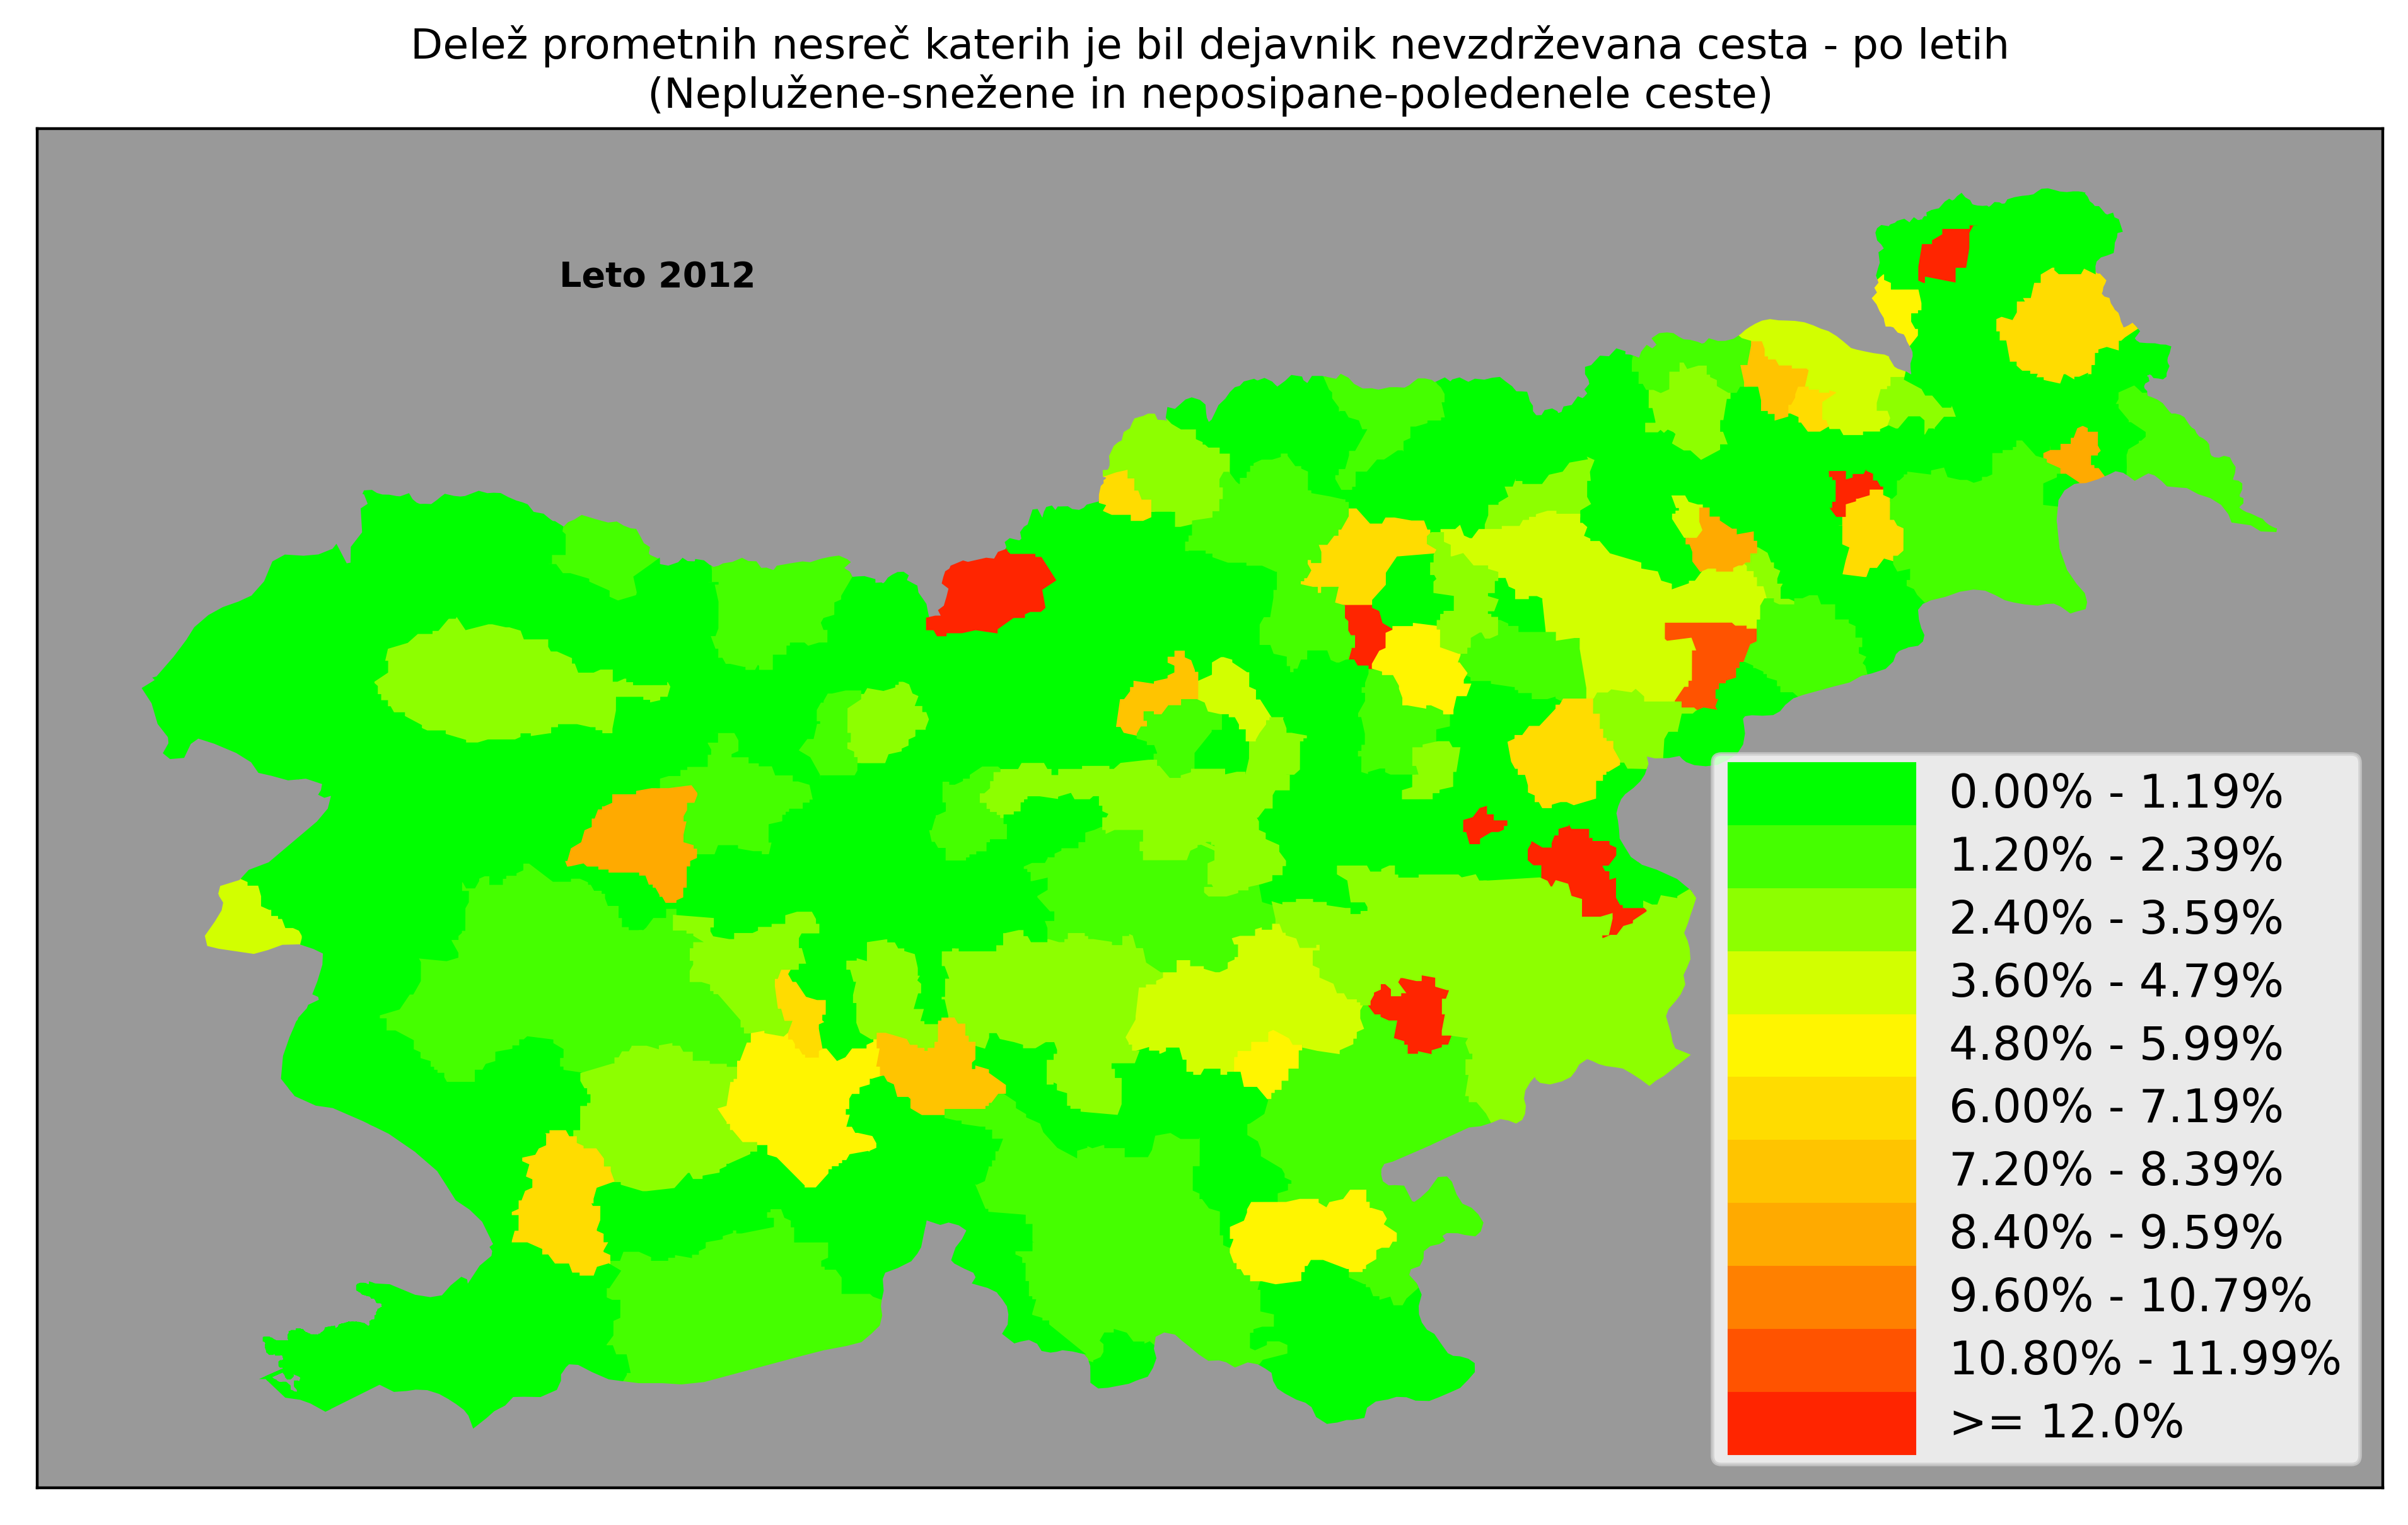 Delež prometnih nesreč katerih je bil dejavnik nevzdrževana cesta - po letih
(Neplužene-snežene in neposipane-poledenele ceste)
Leto 2012
0.00% - 1.19%
1.20% - 2.39%
2.40% - 3.59%
3.60% - 4.79%
4.80% - 5.99%
6.00% - 7.19%
7.20% - 8.39%
8.40% - 9.59%
9.60% - 10.79%
10.80% - 11.99%
>= 12.0%